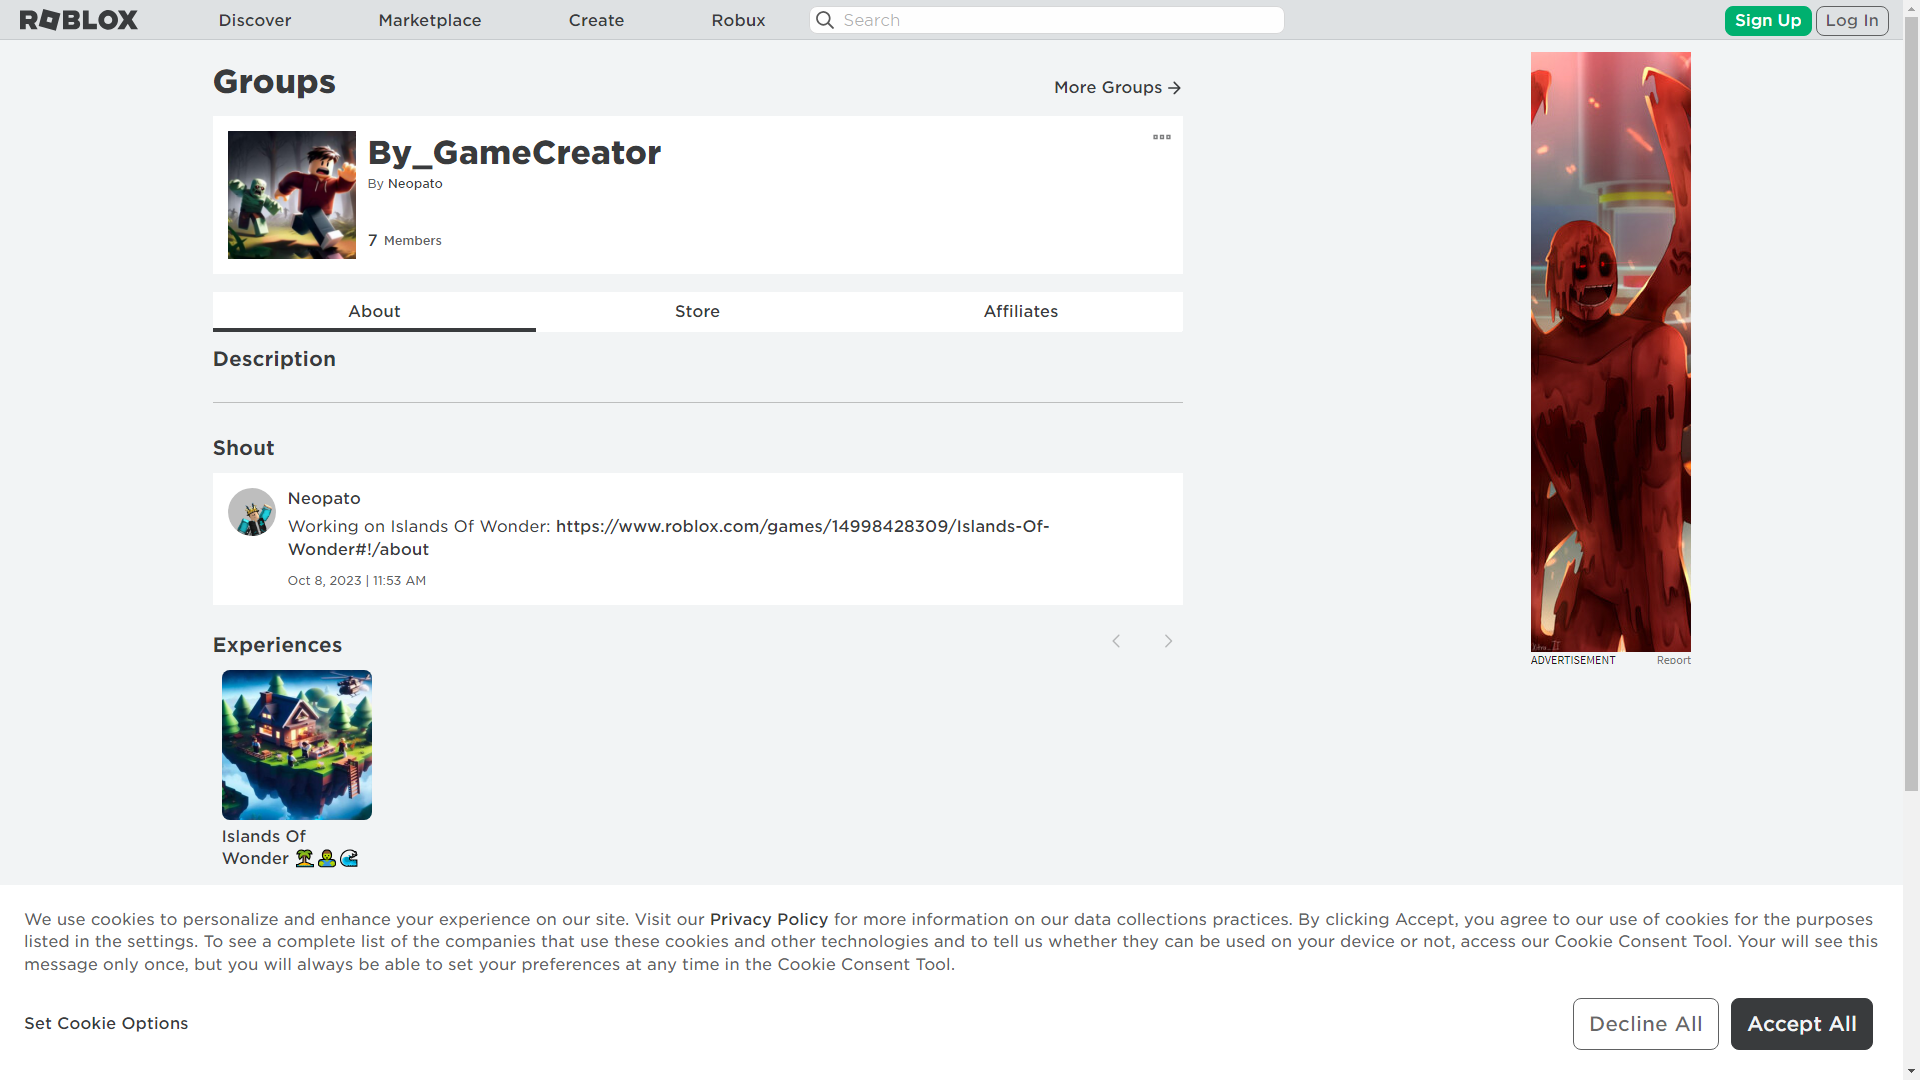 ROBLOX
Discover
Marketplace
Create
Robux
Search
Sign Up
Log In
Groups
More Groups
By_GameCreator
By Neopato
7 Members
About
Store
Affiliates
Description
Shout
Neopato
Working on Islands Of Wonder: https://www.roblox.com/games/14998428309/Islands-Of-
Wonder#!/about
Oct 8, 2023 | 11:53 AM
ADVERTISEMENT
Report
Experiences
Islands Of
Wonder 🏝️🧟‍♂️🌊
We use cookies to personalize and enhance your experience on our site. Visit our Privacy Policy for more information on our data collections practices. By clicking Accept, you agree to our use of cookies for the purposes
listed in the settings. To see a complete list of the companies that use these cookies and other technologies and to tell us whether they can be used on your device or not, access our Cookie Consent Tool. Your will see this
message only once, but you will always be able to set your preferences at any time in the Cookie Consent Tool.
Set Cookie Options
Decline All
Accept All